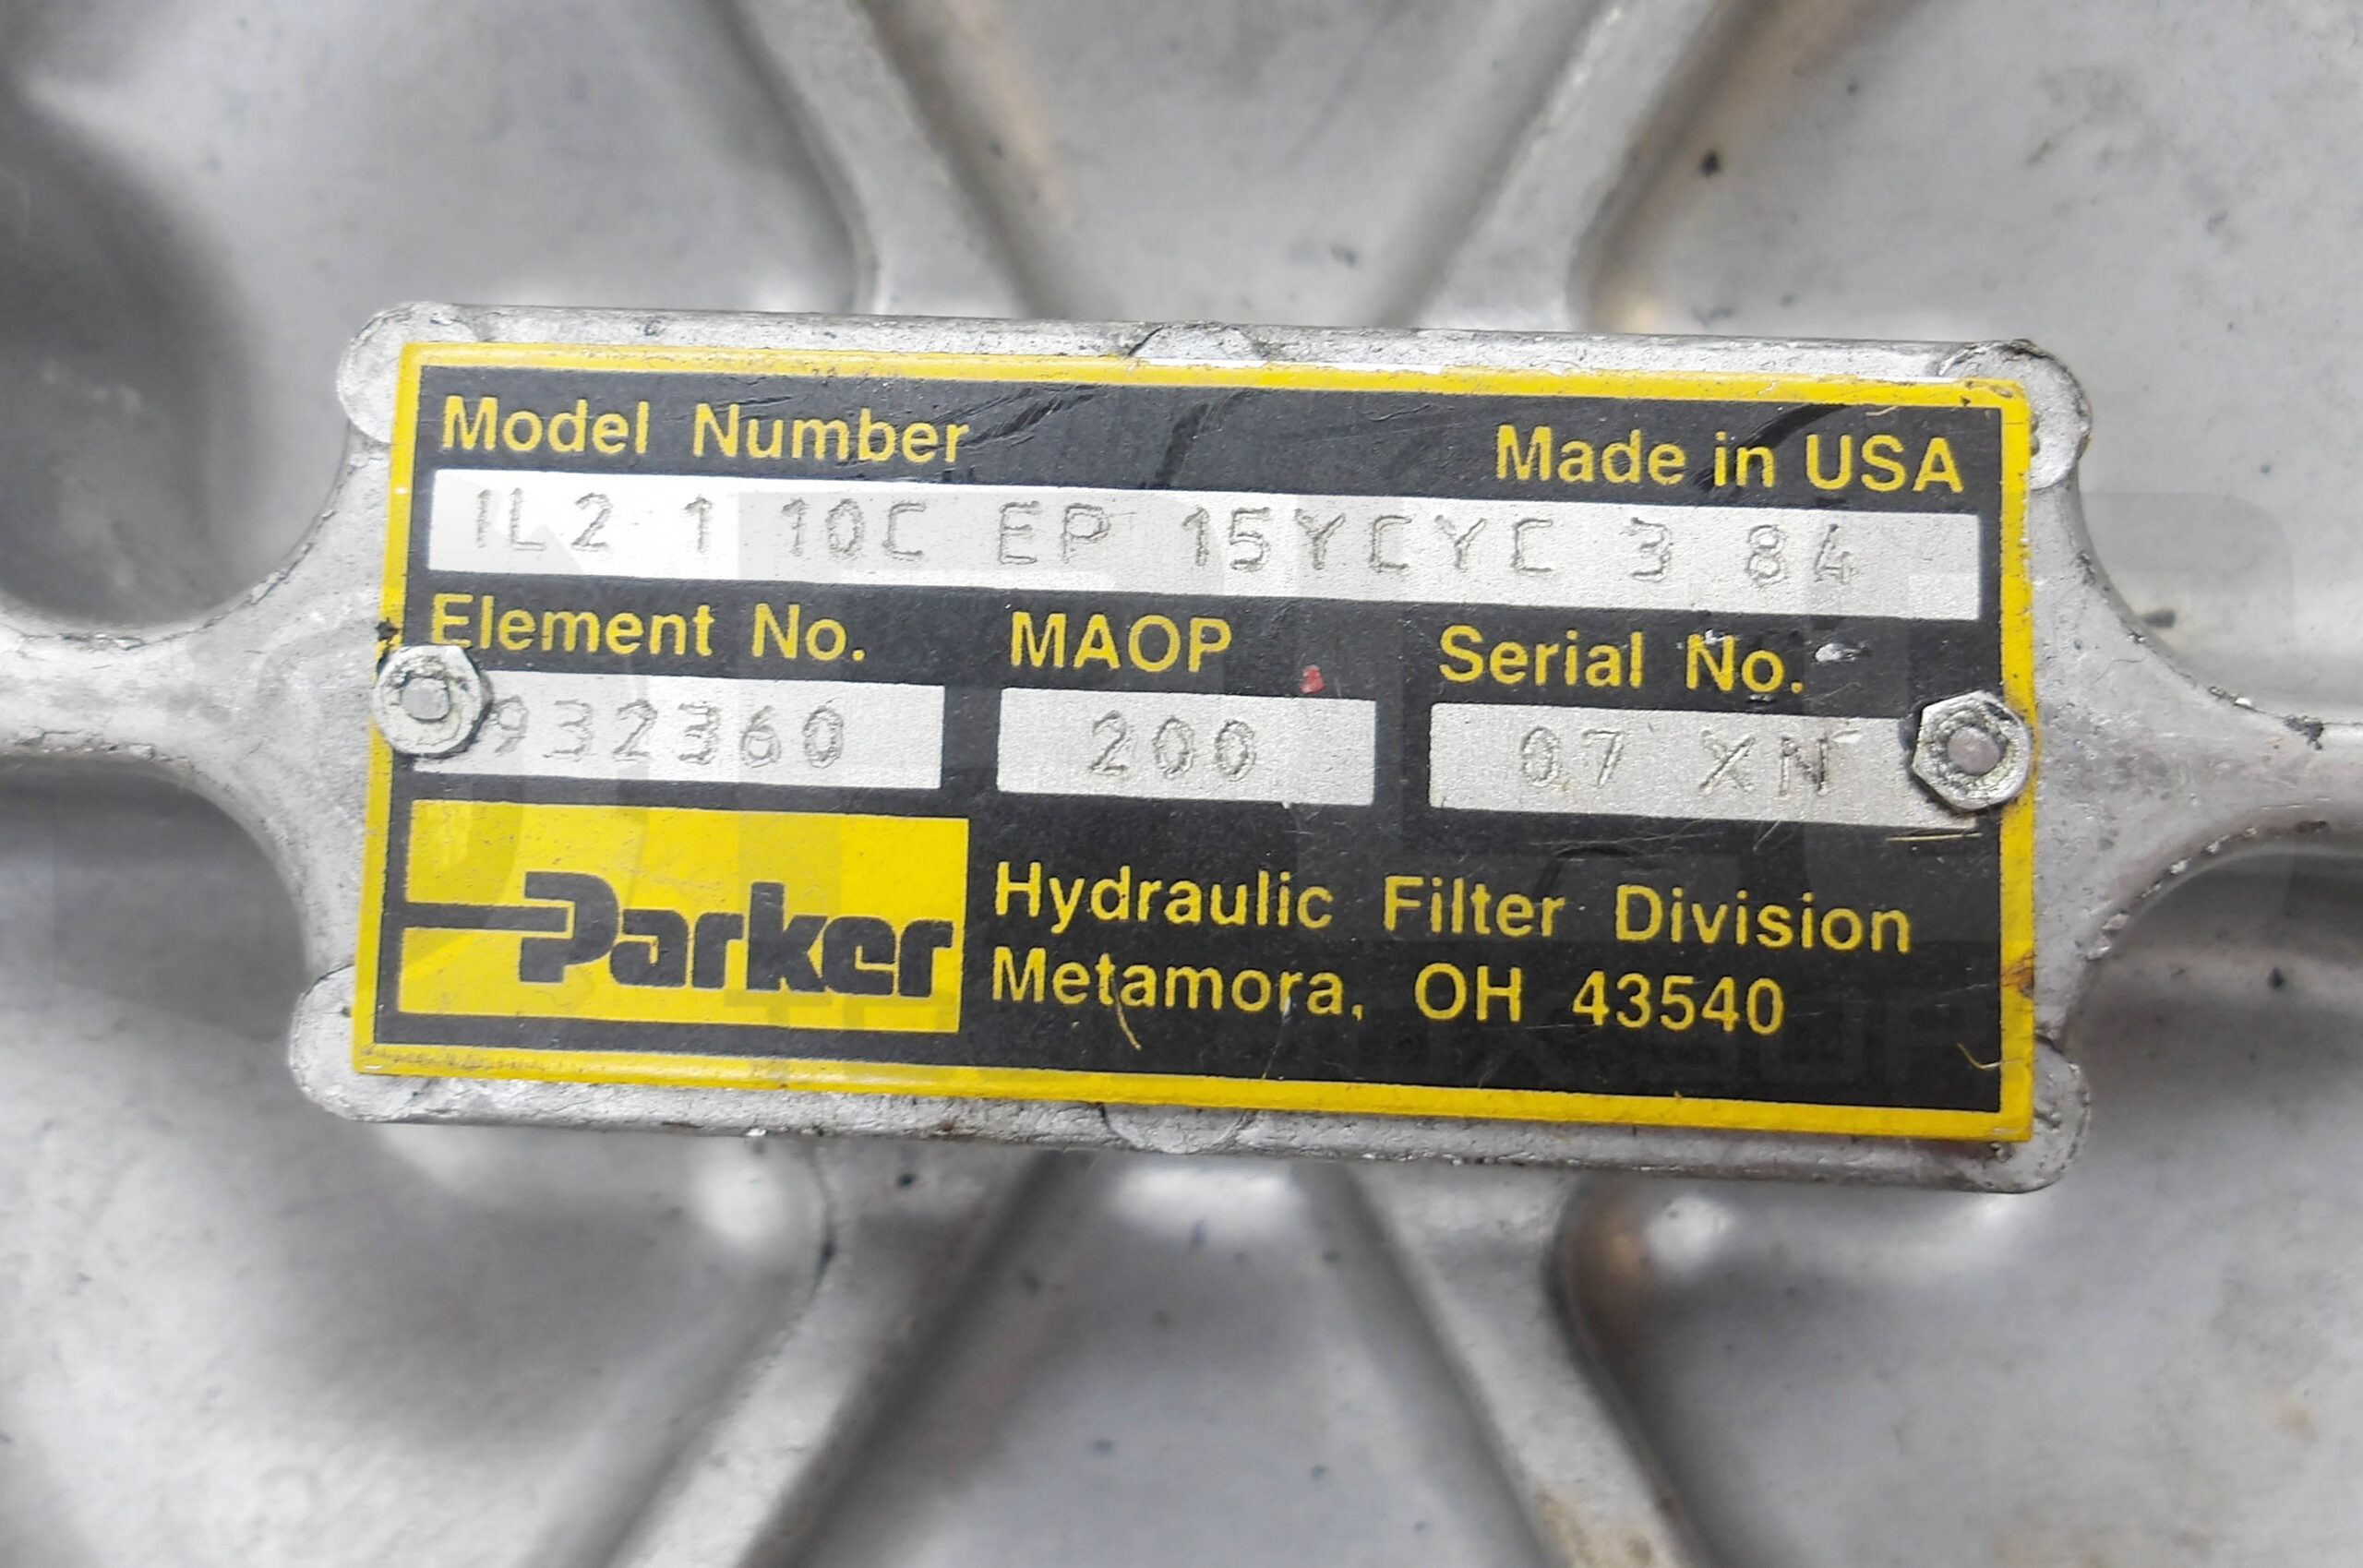 Model Number Made in USA
IL2 1 10C EP 15YCYC 3 84
Element No. MAOP Serial No.
932360 200 07 XN
Parker
Hydraulic Filter Division
Metamora, OH 43540